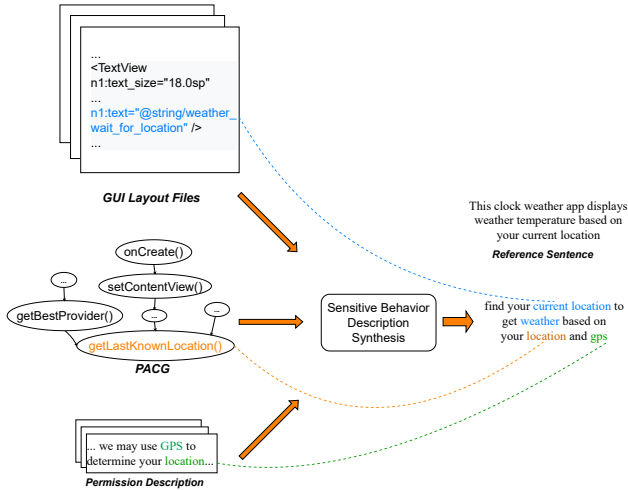 ...
<TextView
n1:text_size="18.0sp"
...
n1:text="@string/weather_
wait_for_location" />
...
GUI Layout Files
This clock weather app displays
weather temperature based on
your current location
Reference Sentence
onCreate()
...
setContentView()
...
...
getBestProvider()
getLastKnownLocation()
PACG
Sensitive Behavior
Description
Synthesis
find your current location to
get weather based on
your location and gps
... we may use GPS to
determine your location...
Permission Description